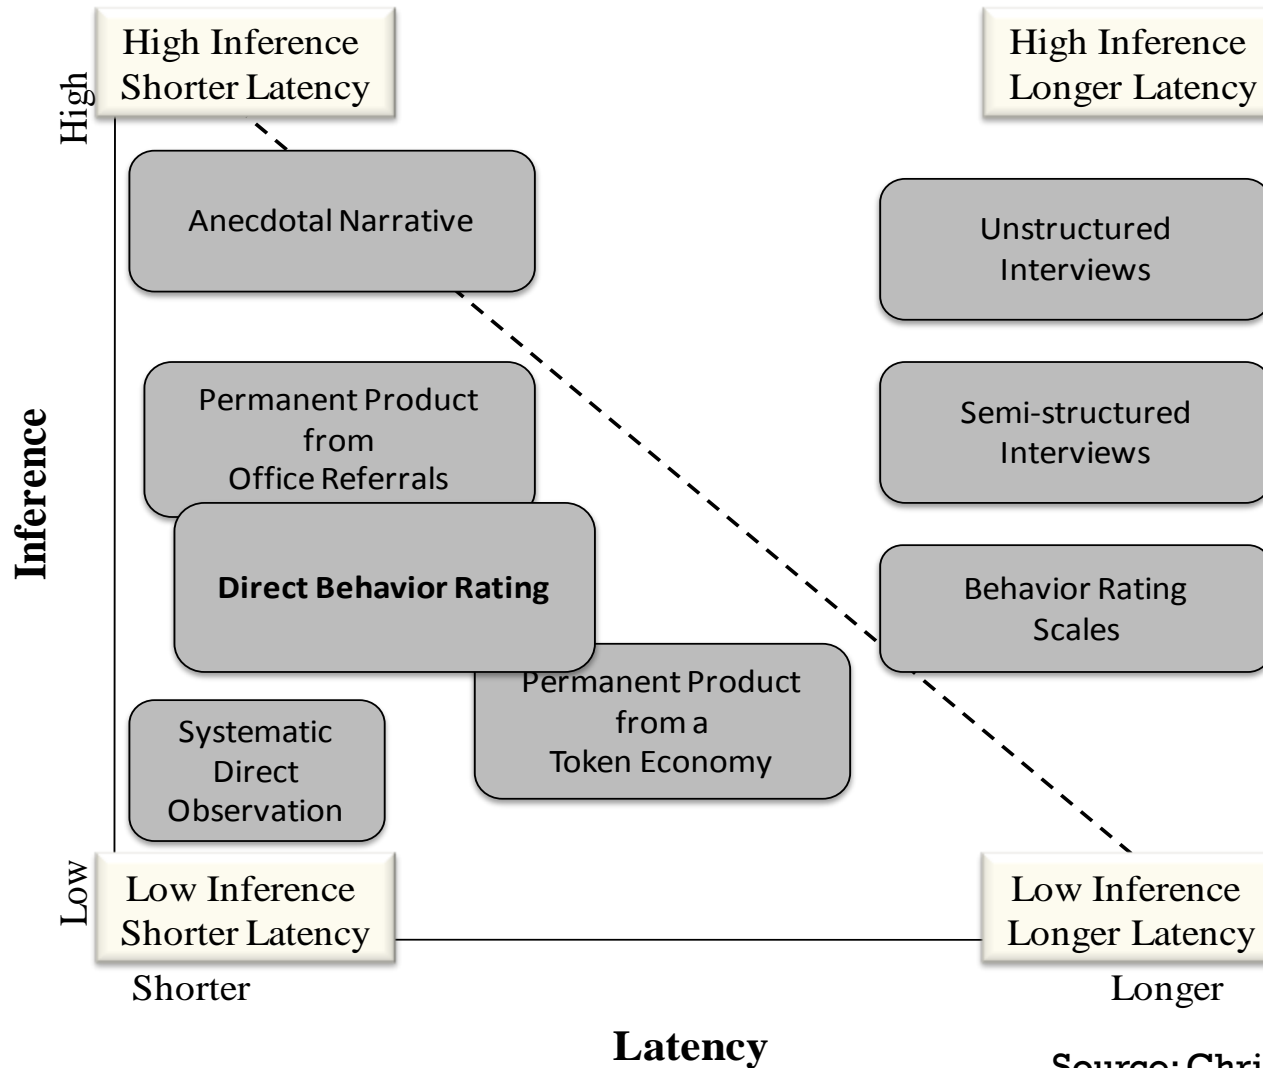 High Inference
Shorter Latency
High Inference
Longer Latency
High
Anecdotal Narrative
Unstructured
Interviews
Permanent Product
from
Office Referrals
Semi-structured
Interviews
Inference
Direct Behavior Rating
Behavior Rating
Scales
Permanent Product
from a
Token Economy
Systematic
Direct
Observation
Low
Low Inference
Shorter Latency
Low Inference
Longer Latency
Shorter
Longer
Latency
Source: